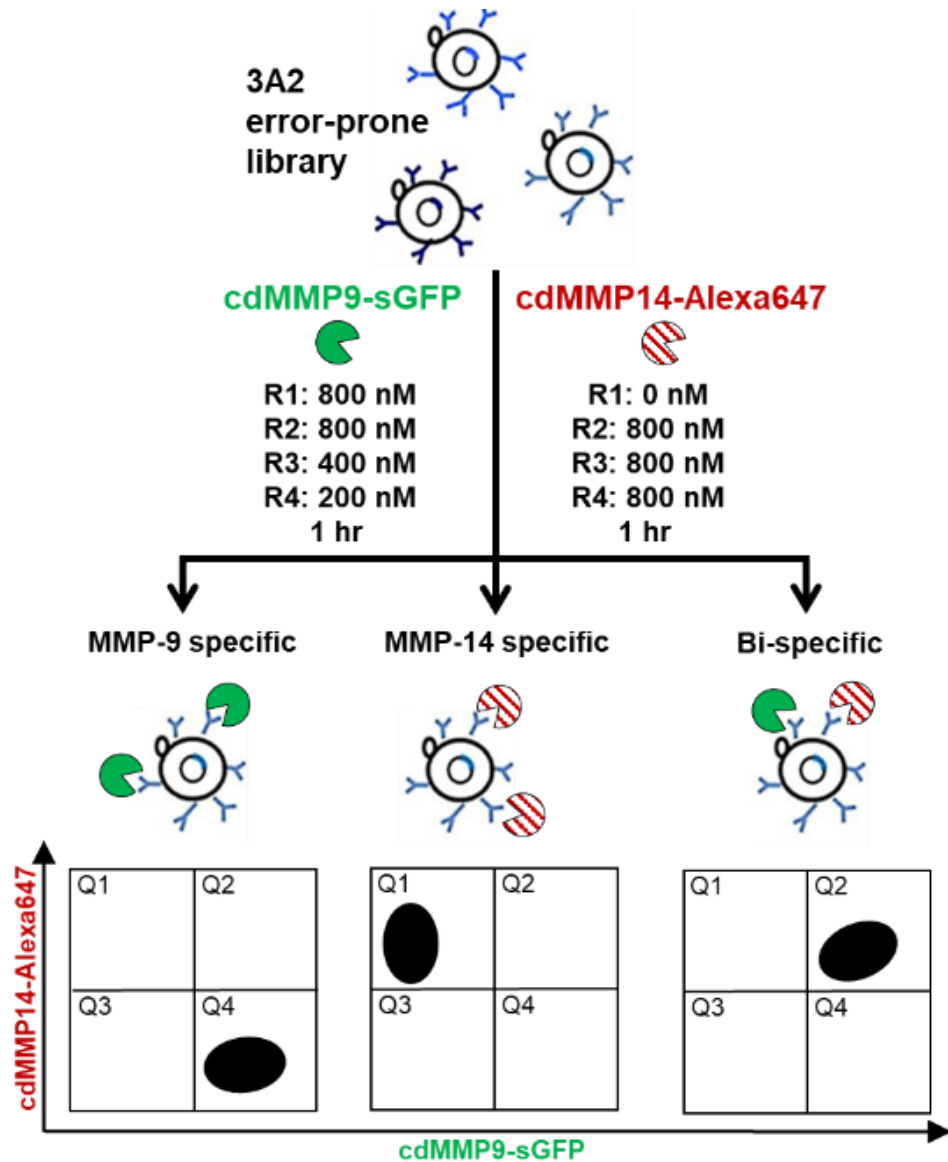 3A2
error-prone
library
cdMMP9-sGFP
cdMMP14-Alexa647
R1: 800 nM
R2: 800 nM
R3: 400 nM
R4: 200 nM
1 hr
R1: 0 nM
R2: 800 nM
R3: 800 nM
R4: 800 nM
1 hr
MMP-9 specific
MMP-14 specific
Bi-specific
cdMMP14-Alexa647
Q1 Q2
Q3 Q4
Q1 Q2
Q3 Q4
Q1 Q2
Q3 Q4
cdMMP9-sGFP